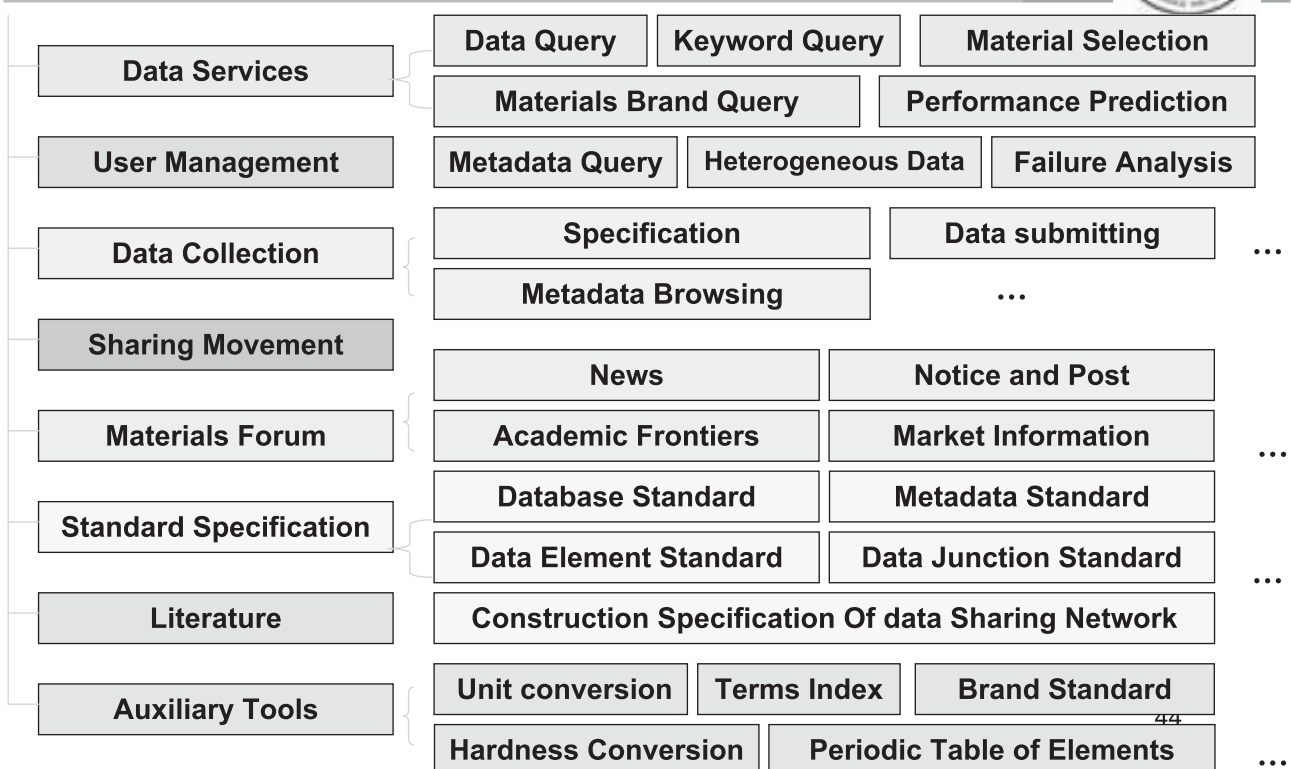 Data Query Keyword Query Material Selection
Data Services
Materials Brand Query Performance Prediction
User Management Metadata Query Heterogeneous Data Failure Analysis
Specification Data submitting ...
Data Collection
Metadata Browsing ...
Sharing Movement
News Notice and Post
Materials Forum Academic Frontiers Market Information ...
Database Standard Metadata Standard
Standard Specification
Data Element Standard Data Junction Standard ...
Literature Construction Specification Of data Sharing Network
Unit conversion Terms Index Brand Standard
Auxiliary Tools
44
Hardness Conversion Periodic Table of Elements ...